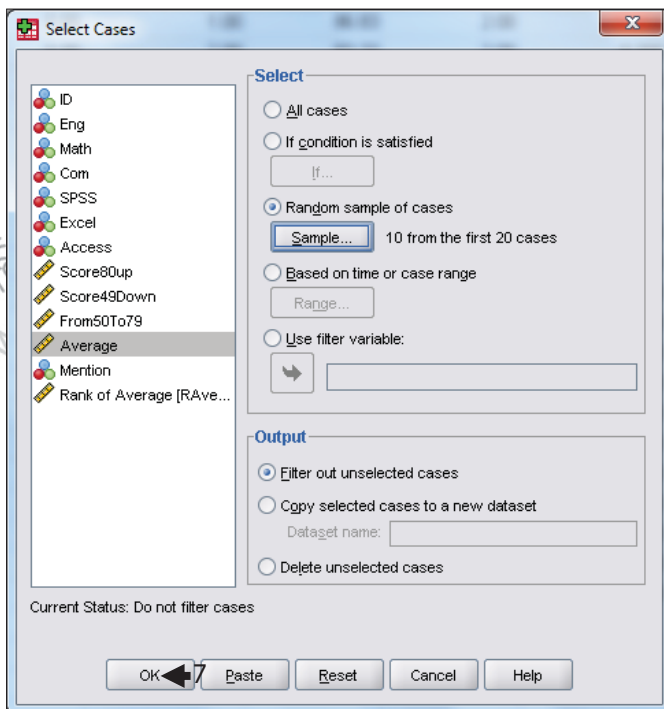 Select Cases
ID
Eng
Math
Com
SPSS
Excel
Access
Score80up
Score49Down
From50To79
Average
Mention
Rank of Average [RAve...
Select
All cases
If condition is satisfied
If...
Random sample of cases
Sample... 10 from the first 20 cases
Based on time or case range
Range...
Use filter variable:
Output
Filter out unselected cases
Copy selected cases to a new dataset
Dataset name:
Delete unselected cases
Current Status: Do not filter cases
OK 7 Paste Reset Cancel Help